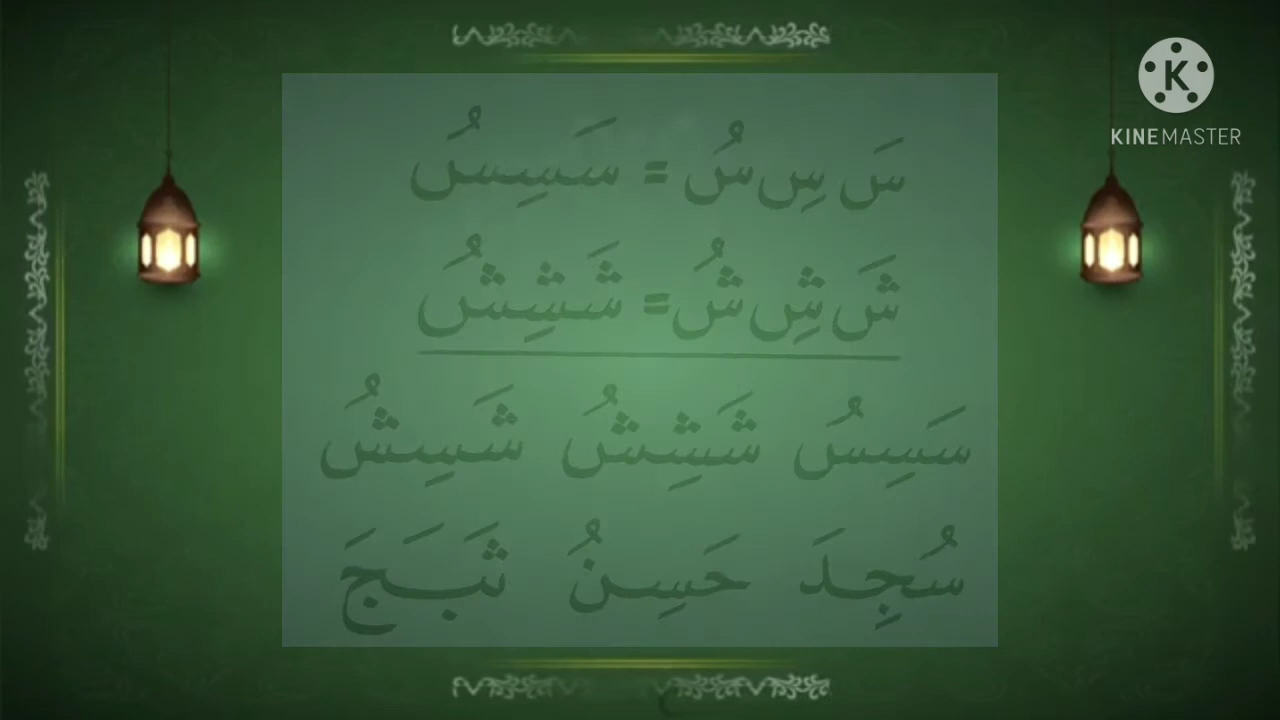 KINEMASTER
سَ سِ سُ = سَسِسُ
شَ شِ شُ = شَشِشُ
سَسِسُ شَشِشُ شَسِشُ
سُجِدَ حَسِنُ ثَبَجَ